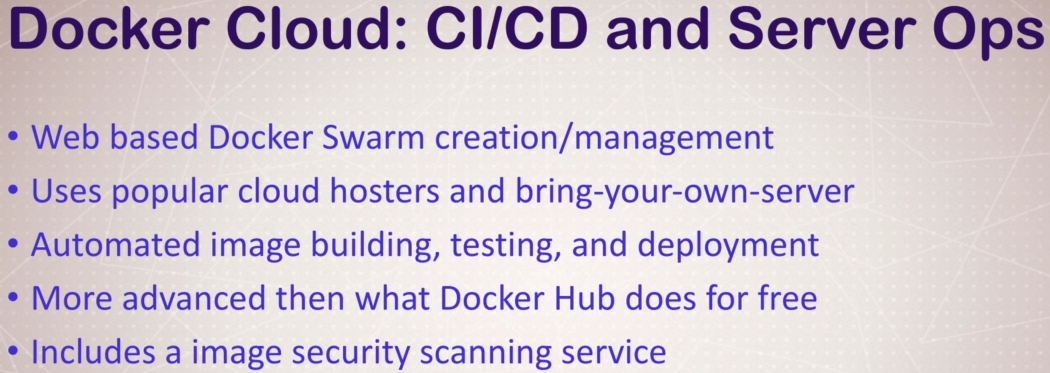 Docker Cloud: CI/CD and Server Ops
• Web based Docker Swarm creation/management
• Uses popular cloud hosters and bring-your-own-server
• Automated image building, testing, and deployment
• More advanced then what Docker Hub does for free
• Includes a image security scanning service